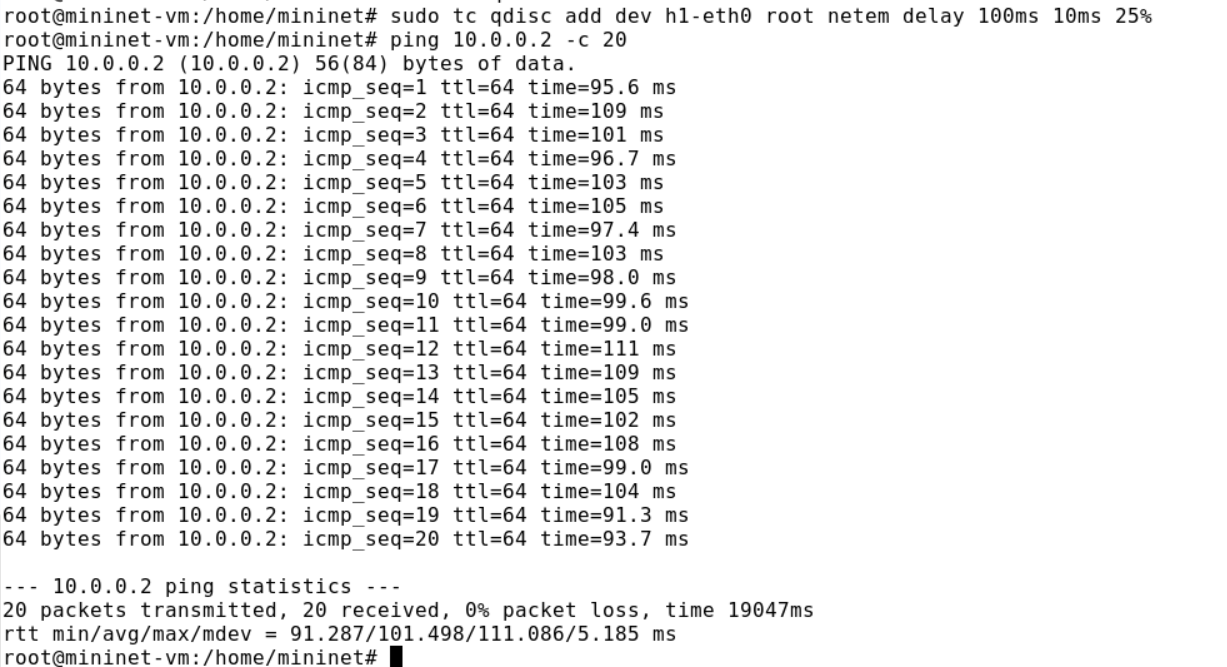 root@mininet-vm:/home/mininet# sudo tc qdisc add dev h1-eth0 root netem delay 100ms 10ms 25%
root@mininet-vm:/home/mininet# ping 10.0.0.2 -c 20
PING 10.0.0.2 (10.0.0.2) 56(84) bytes of data.
64 bytes from 10.0.0.2: icmp_seq=1 ttl=64 time=95.6 ms
64 bytes from 10.0.0.2: icmp_seq=2 ttl=64 time=109 ms
64 bytes from 10.0.0.2: icmp_seq=3 ttl=64 time=101 ms
64 bytes from 10.0.0.2: icmp_seq=4 ttl=64 time=96.7 ms
64 bytes from 10.0.0.2: icmp_seq=5 ttl=64 time=103 ms
64 bytes from 10.0.0.2: icmp_seq=6 ttl=64 time=105 ms
64 bytes from 10.0.0.2: icmp_seq=7 ttl=64 time=97.4 ms
64 bytes from 10.0.0.2: icmp_seq=8 ttl=64 time=103 ms
64 bytes from 10.0.0.2: icmp_seq=9 ttl=64 time=98.0 ms
64 bytes from 10.0.0.2: icmp_seq=10 ttl=64 time=99.6 ms
64 bytes from 10.0.0.2: icmp_seq=11 ttl=64 time=99.0 ms
64 bytes from 10.0.0.2: icmp_seq=12 ttl=64 time=111 ms
64 bytes from 10.0.0.2: icmp_seq=13 ttl=64 time=109 ms
64 bytes from 10.0.0.2: icmp_seq=14 ttl=64 time=105 ms
64 bytes from 10.0.0.2: icmp_seq=15 ttl=64 time=102 ms
64 bytes from 10.0.0.2: icmp_seq=16 ttl=64 time=108 ms
64 bytes from 10.0.0.2: icmp_seq=17 ttl=64 time=99.0 ms
64 bytes from 10.0.0.2: icmp_seq=18 ttl=64 time=104 ms
64 bytes from 10.0.0.2: icmp_seq=19 ttl=64 time=91.3 ms
64 bytes from 10.0.0.2: icmp_seq=20 ttl=64 time=93.7 ms
--- 10.0.0.2 ping statistics ---
20 packets transmitted, 20 received, 0% packet loss, time 19047ms
rtt min/avg/max/mdev = 91.287/101.498/111.086/5.185 ms
root@mininet-vm:/home/mininet#